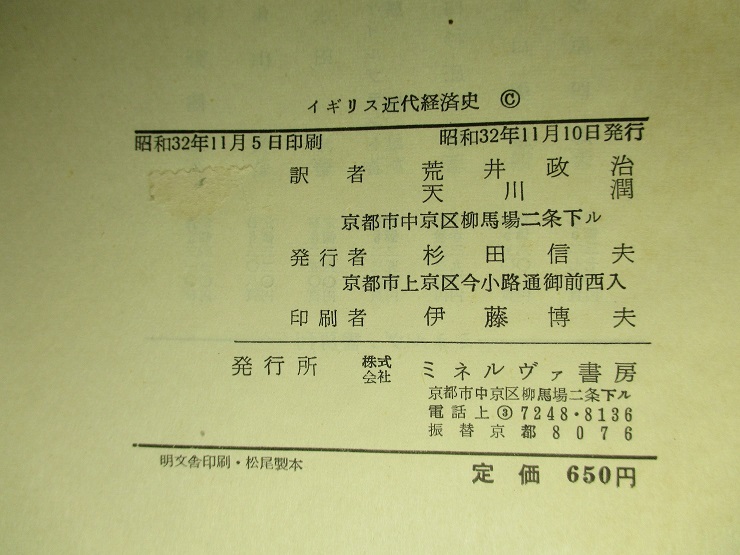 イギリス近代経済史 ©
昭和32年11月5日印刷 昭和32年11月10日発行
訳者 荒井政治
天川潤
京都市中京区柳馬場二条下ル
発行者 杉田信夫
京都市上京区今小路通御前西入
印刷者 伊藤博夫
発行所 株式会社 ミネルヴァ書房
京都市中京区柳馬場二条下ル
電話上③7248・8136
振替京都8076
明文舎印刷・松尾製本 定価 650円